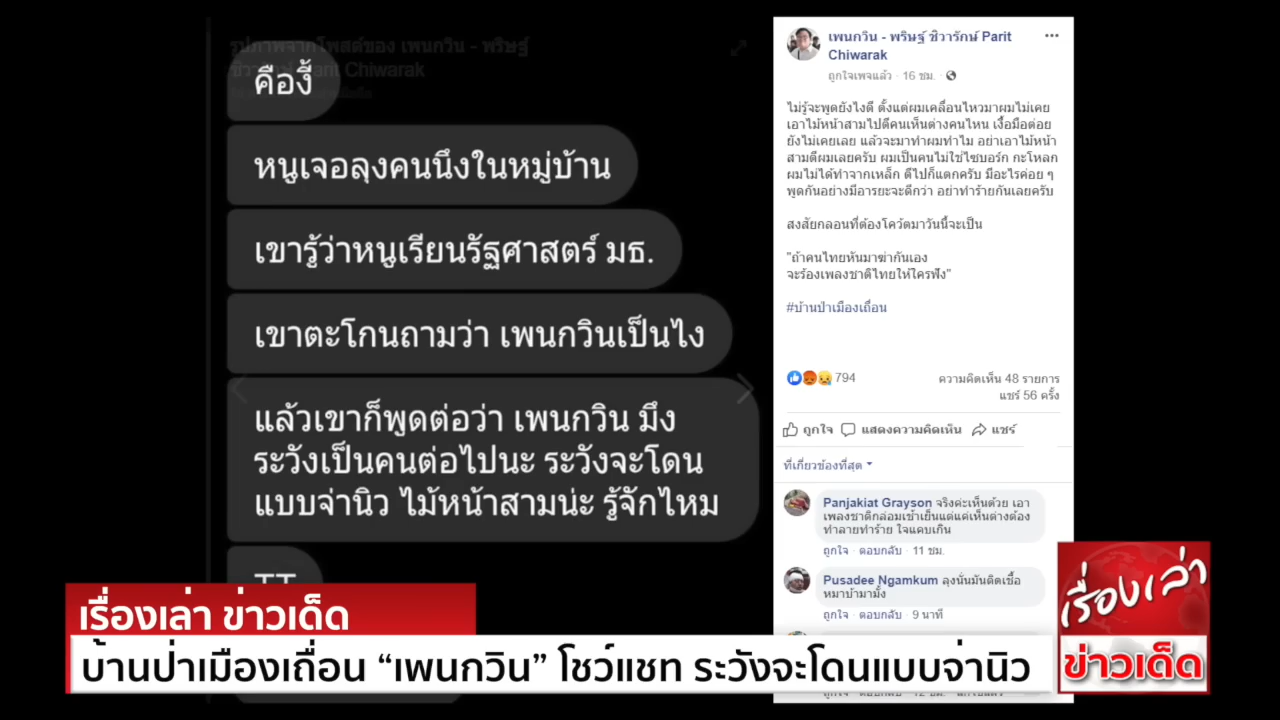 รูปภาพจากโพสต์ของ เพนกวิน - พริษฐ์
ชิวารักษ์ Parit Chiwarak
คืองี้
หนูเจอลุงคนนึงในหมู่บ้าน
เขารู้ว่าหนูเรียนรัฐศาสตร์ มธ.
เขาตะโกนถามว่า เพนกวินเป็นไง
แล้วเขาก็พูดต่อว่า เพนกวิน มึง
ระวังเป็นคนต่อไปนะ ระวังจะโดน
แบบจ่านิว ไม้หน้าสามน่ะ รู้จักไหม
TT
เพนกวิน - พริษฐ์ ชิวารักษ์ Parit
Chiwarak
ถูกใจเพจแล้ว · 16 ชม. ·
ไม่รู้จะพูดยังไงดี ตั้งแต่ผมเคลื่อนไหวมาผมไม่เคย
เอาไม้หน้าสามไปตีคนเห็นต่างคนไหน เงื้อมือต่อย
ยังไม่เคยเลย แล้วจะมาทำผมทำไม อย่าเอาไม้หน้า
สามตีผมเลยครับ ผมเป็นคนไม่ใช่ไซบอร์ก กะโหลก
ผมไม่ได้ทำจากเหล็ก ตีไปก็แตกครับ มีอะไรค่อย ๆ
พูดกันอย่างมีอารยะจะดีกว่า อย่าทำร้ายกันเลยครับ
สงสัยกลอนที่ต้องโควัตมาวันนี้จะเป็น
"ถ้าคนไทยหันมาฆ่ากันเอง
จะร้องเพลงชาติไทยให้ใครฟัง"
#บ้านป่าเมืองเถื่อน
794
ความคิดเห็น 48 รายการ
แชร์ 56 ครั้ง
ถูกใจ แสดงความคิดเห็น แชร์
ที่เกี่ยวข้องที่สุด
Panjakiat Grayson จริงค่ะเห็นด้วย เอา
เพลงชาติกล่อมเช้าเย็นแต่แค่เห็นต่างต้อง
ทำลายทำร้าย ใจแคบเกิน
ถูกใจ · ตอบกลับ · 11 ชม.
Pusadee Ngamkum ลุงนั่นมันติดเชื้อ
หมาบ้ามามั้ง
ถูกใจ · ตอบกลับ · 9 นาที
เรื่องเล่า ข่าวเด็ด
บ้านป่าเมืองเถื่อน “เพนกวิน” โชว์แชท ระวังจะโดนแบบจ่านิว
เรื่องเล่า
ข่าวเด็ด